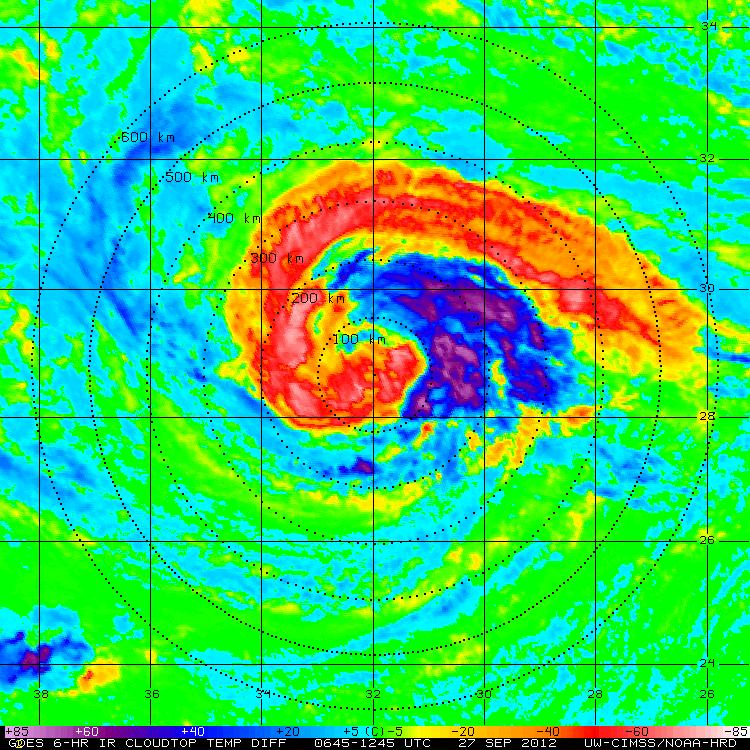 34
600 km
32
500 km
400 km
300 km
30
200 km
100 km
28
26
24
38 36 34 32 30 28 26
+85 +60 +40 +20 +5 (C) -5 -20 -40 -60 -85
GOES 6-HR IR CLOUDTOP TEMP DIFF 0645-1245 UTC 27 SEP 2012 UW-CIMSS/NOAA HRD